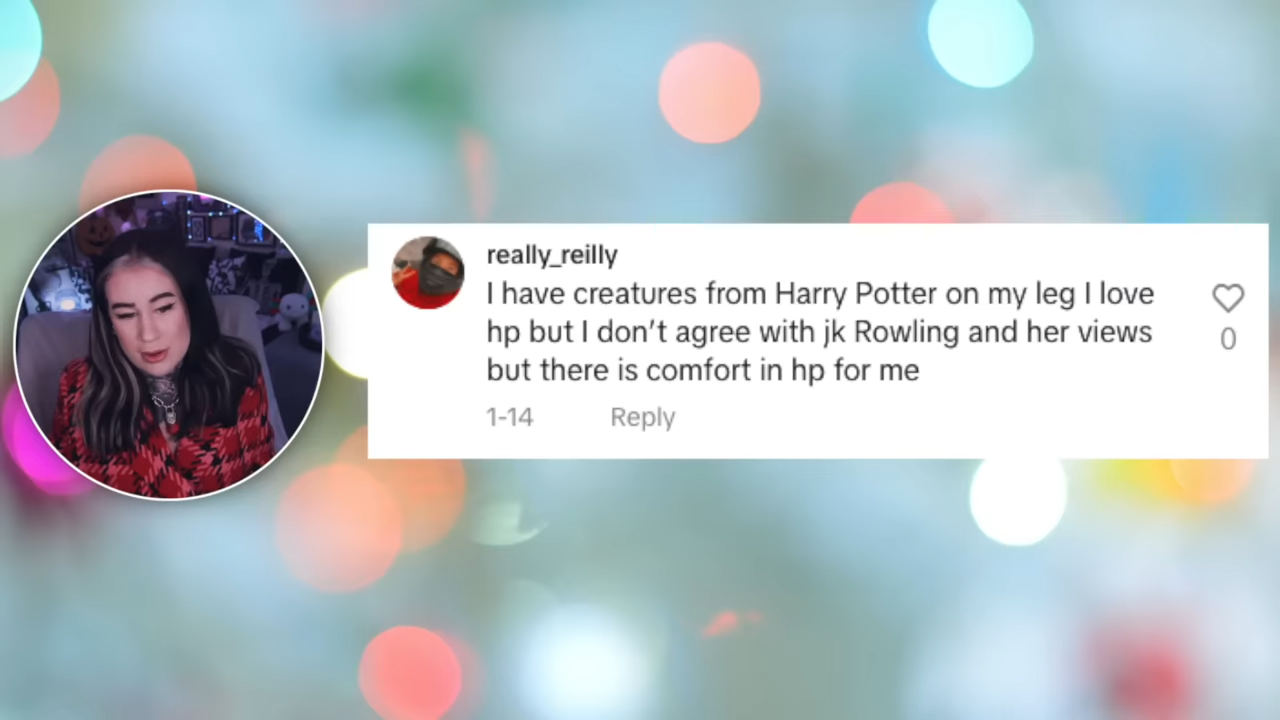 really_reilly
I have creatures from Harry Potter on my leg I love
hp but I don't agree with jk Rowling and her views
but there is comfort in hp for me
0
1-14 Reply